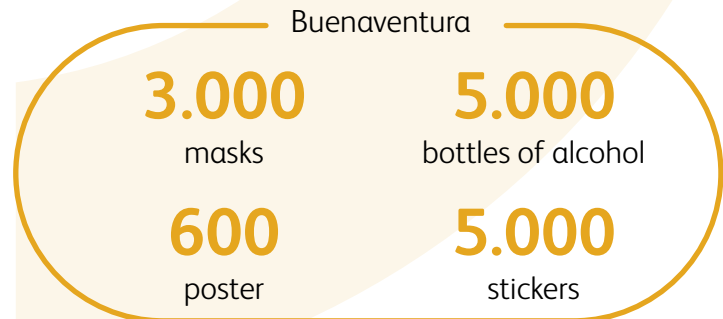 Buenaventura
3.000 5.000
masks bottles of alcohol
600 5.000
poster stickers